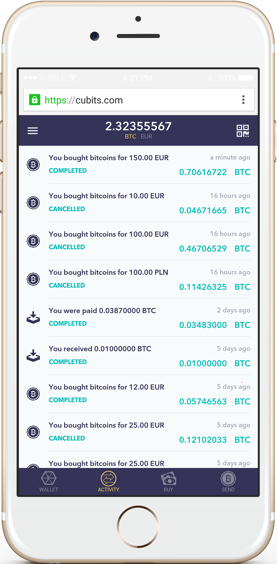 4:21 PM
https://cubits.com
2.32355567
BTC EUR
You bought bitcoins for 150.00 EUR a minute ago
COMPLETED 0.70616722 BTC
You bought bitcoins for 10.00 EUR 16 hours ago
CANCELLED 0.04671665 BTC
You bought bitcoins for 100.00 EUR 16 hours ago
CANCELLED 0.46706529 BTC
You bought bitcoins for 100.00 PLN 16 hours ago
CANCELLED 0.11426325 BTC
You were paid 0.03870000 BTC 2 days ago
COMPLETED 0.03483000 BTC
You received 0.01000000 BTC 5 days ago
COMPLETED 0.01000000 BTC
You bought bitcoins for 12.00 EUR 5 days ago
COMPLETED 0.05746563 BTC
You bought bitcoins for 25.00 EUR 5 days ago
CANCELLED 0.12102033 BTC
You bought bitcoins for 25.00 EUR 5 days ago
WALLET ACTIVITY BUY SEND